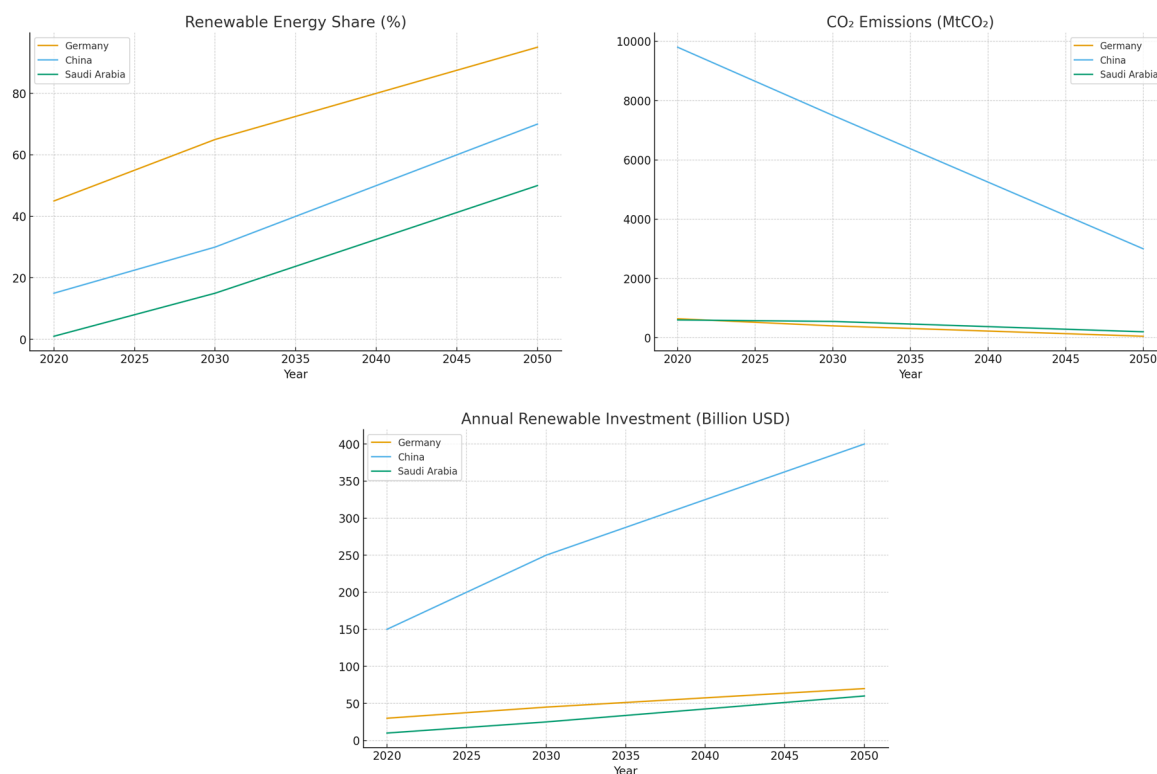 Renewable Energy Share (%)
Germany
China
Saudi Arabia
80
60
40
20
0
2020 2025 2030 2035 2040 2045 2050
Year
CO₂ Emissions (MtCO₂)
Germany
China
Saudi Arabia
10000
8000
6000
4000
2000
0
2020 2025 2030 2035 2040 2045 2050
Year
Annual Renewable Investment (Billion USD)
Germany
China
Saudi Arabia
400
350
300
250
200
150
100
50
0
2020 2025 2030 2035 2040 2045 2050
Year